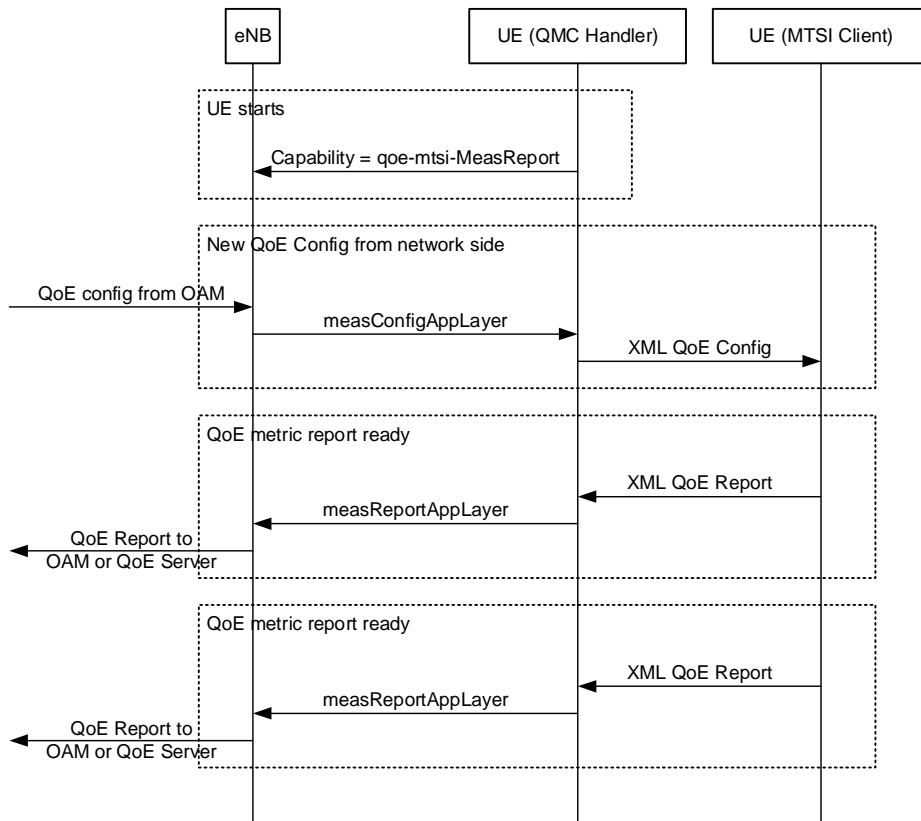 eNB
UE (QMC Handler)
UE (MTSI Client)
UE starts
Capability = qoe-mtsi-MeasReport
New QoE Config from network side
QoE config from OAM
measConfigAppLayer
XML QoE Config
QoE metric report ready
XML QoE Report
measReportAppLayer
QoE Report to
OAM or QoE Server
QoE metric report ready
XML QoE Report
measReportAppLayer
QoE Report to
OAM or QoE Server